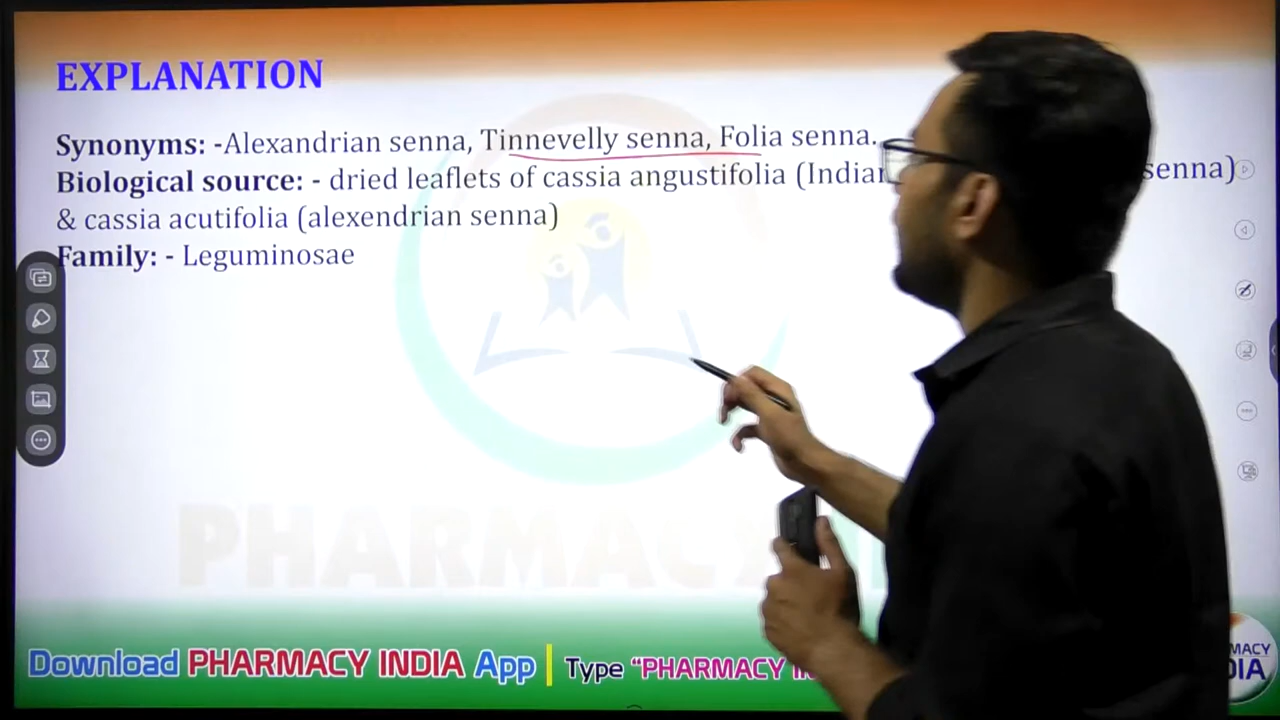 EXPLANATION
Synonyms: -Alexandrian senna, Tinnevelly senna, Folia senna.
Biological source: - dried leaflets of cassia angustifolia (Indian senna)
& cassia acutifolia (alexendrian senna)
Family: - Leguminosae
PHARMACY
Download PHARMACY INDIA App | Type “PHARMACY